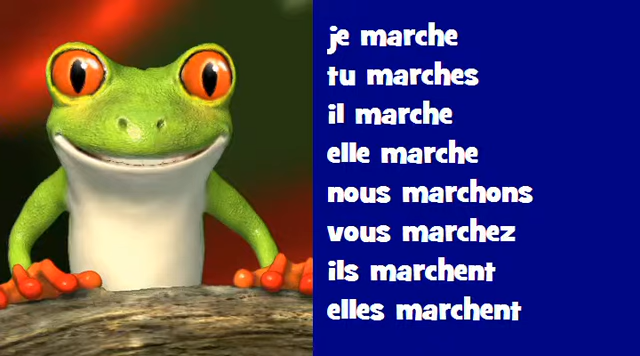 je marche
tu marches
il marche
elle marche
nous marchons
vous marchez
ils marchent
elles marchent